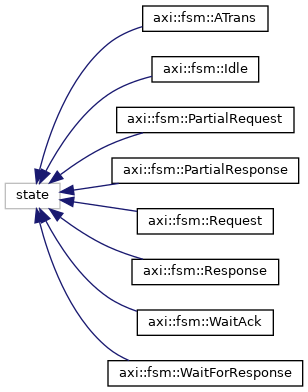 axi::fsm::ATrans
axi::fsm::Idle
axi::fsm::PartialRequest
axi::fsm::PartialResponse
state
axi::fsm::Request
axi::fsm::Response
axi::fsm::WaitAck
axi::fsm::WaitForResponse